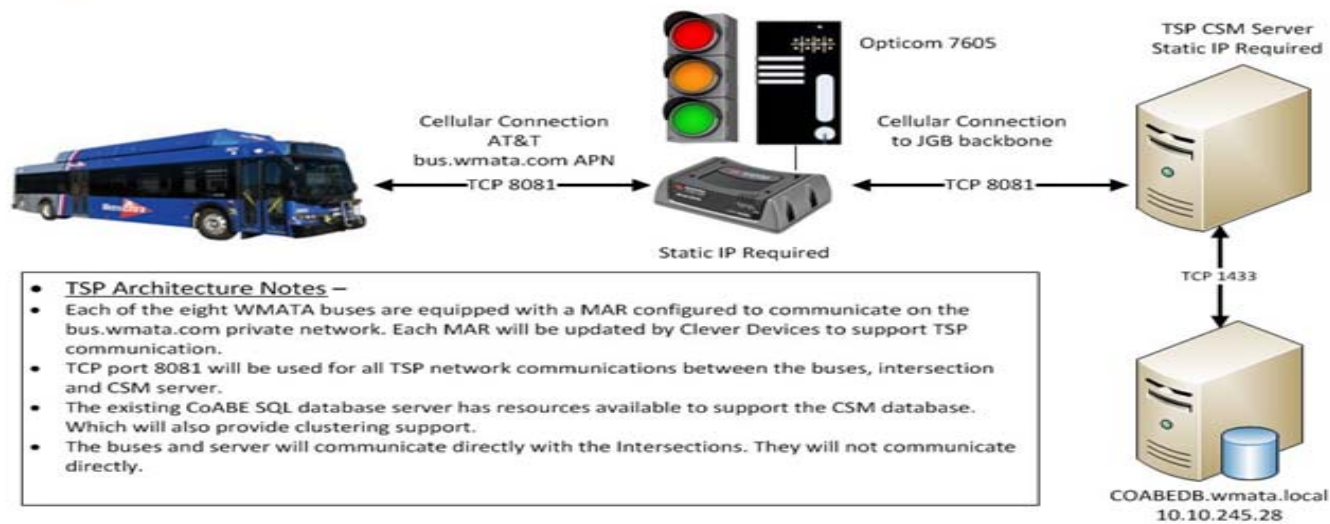 Opticom 7605
TSP CSM Server
Static IP Required
Cellular Connection
AT&T
bus.wmata.com APN
TCP 8081
Cellular Connection
to JGB backbone
TCP 8081
Static IP Required
TCP 1433
• TSP Architecture Notes –
• Each of the eight WMATA buses are equipped with a MAR configured to communicate on the
bus.wmata.com private network. Each MAR will be updated by Clever Devices to support TSP
communication.
• TCP port 8081 will be used for all TSP network communications between the buses, intersection
and CSM server.
• The existing CoABE SQL database server has resources available to support the CSM database.
Which will also provide clustering support.
• The buses and server will communicate directly with the Intersections. They will not communicate
directly.
COABEDB.wmata.local
10.10.245.28